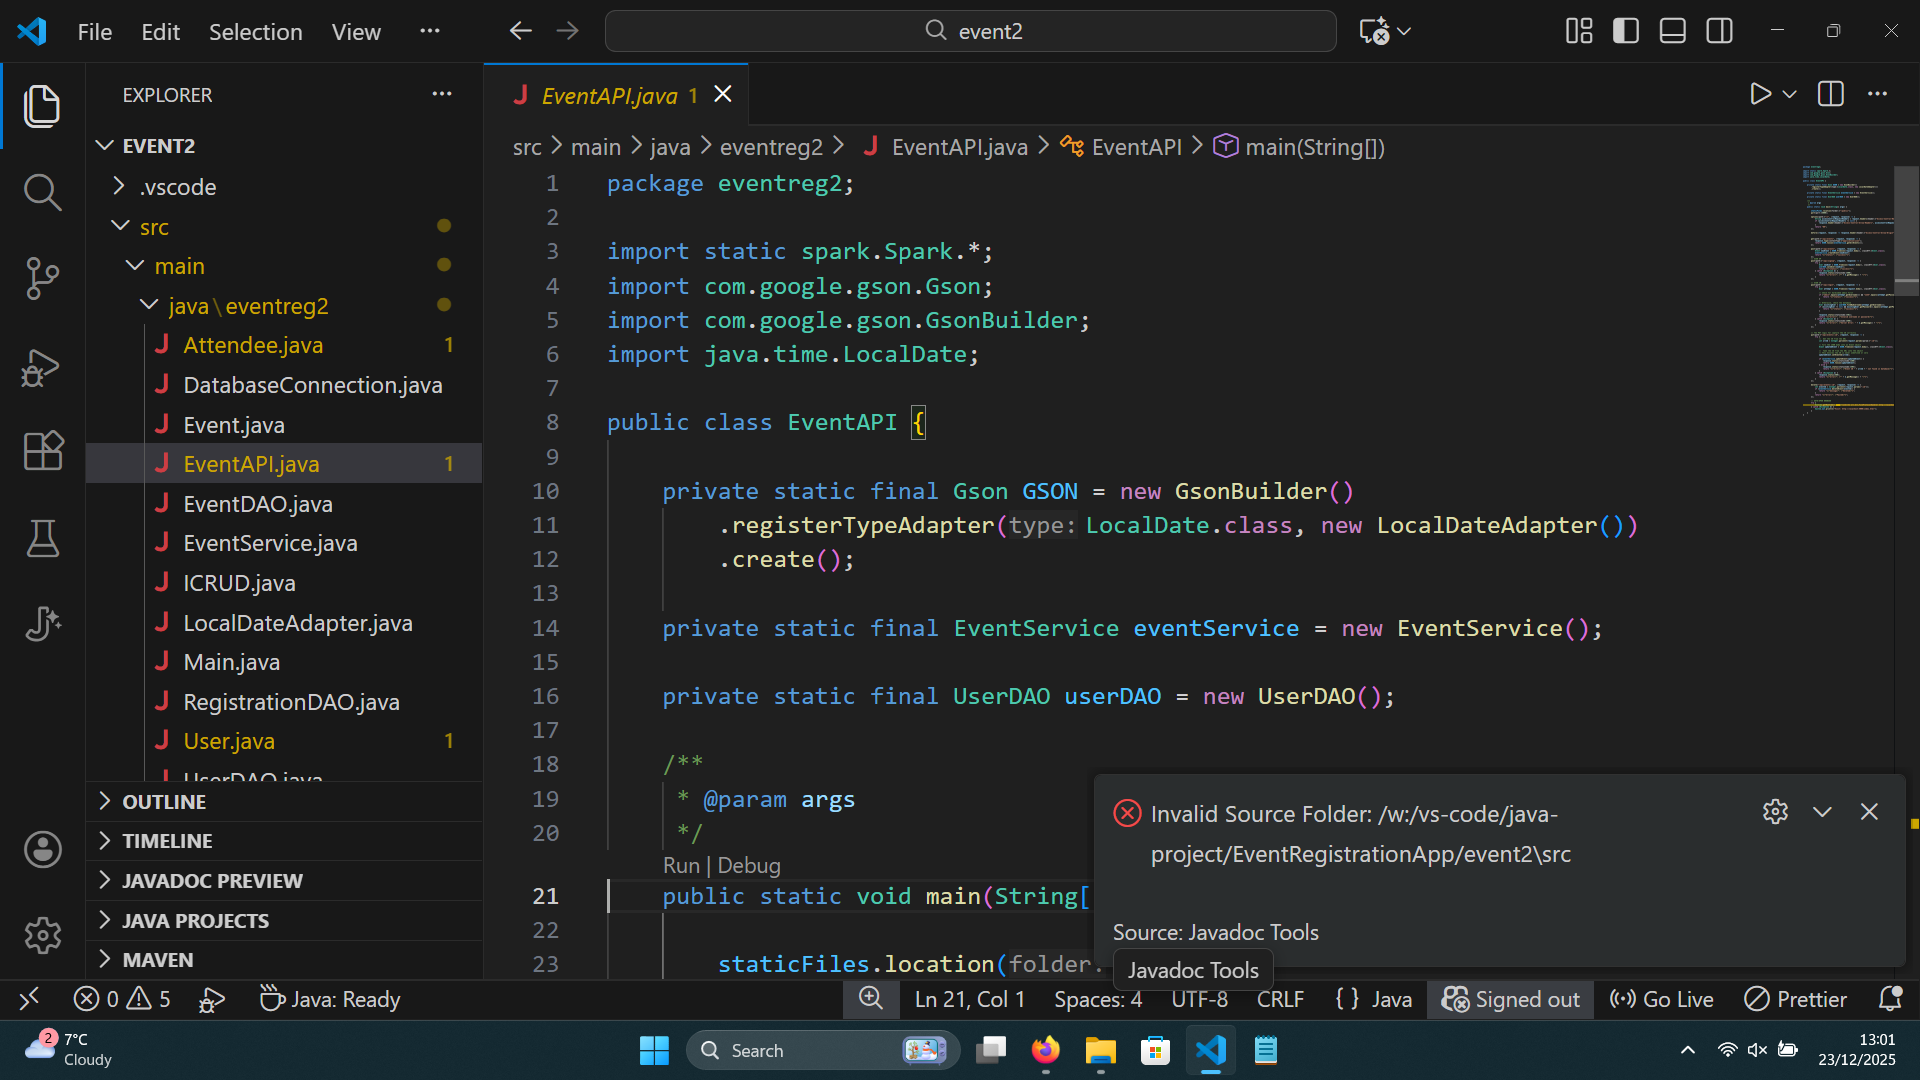 File Edit Selection View ··· event2
EXPLORER
EVENT2
.vscode
src
main
java\eventreg2
Attendee.java 1
DatabaseConnection.java
Event.java
EventAPI.java 1
EventDAO.java
EventService.java
ICRUD.java
LocalDateAdapter.java
Main.java
RegistrationDAO.java
User.java 1
UserDAO.java
OUTLINE
TIMELINE
JAVADOC PREVIEW
JAVA PROJECTS
MAVEN
EventAPI.java 1
src > main > java > eventreg2 > EventAPI.java > EventAPI > main(String[])
1 package eventreg2;
2
3 import static spark.Spark.*;
4 import com.google.gson.Gson;
5 import com.google.gson.GsonBuilder;
6 import java.time.LocalDate;
7
8 public class EventAPI {
9
10 private static final Gson GSON = new GsonBuilder()
11 .registerTypeAdapter(type: LocalDate.class, new LocalDateAdapter())
12 .create();
13
14 private static final EventService eventService = new EventService();
15
16 private static final UserDAO userDAO = new UserDAO();
17
18 /**
19 * @param args
20 */
Run | Debug
21 public static void main(String[
22
23 staticFiles.location(folder:
Invalid Source Folder: /w:/vs-code/java-
project/EventRegistrationApp/event2\src
Source: Javadoc Tools
Javadoc Tools
0 5 Java: Ready Ln 21, Col 1 Spaces: 4 UTF-8 CRLF {} Java Signed out Go Live Prettier
2 7°C
Cloudy
Search
13:01
23/12/2025